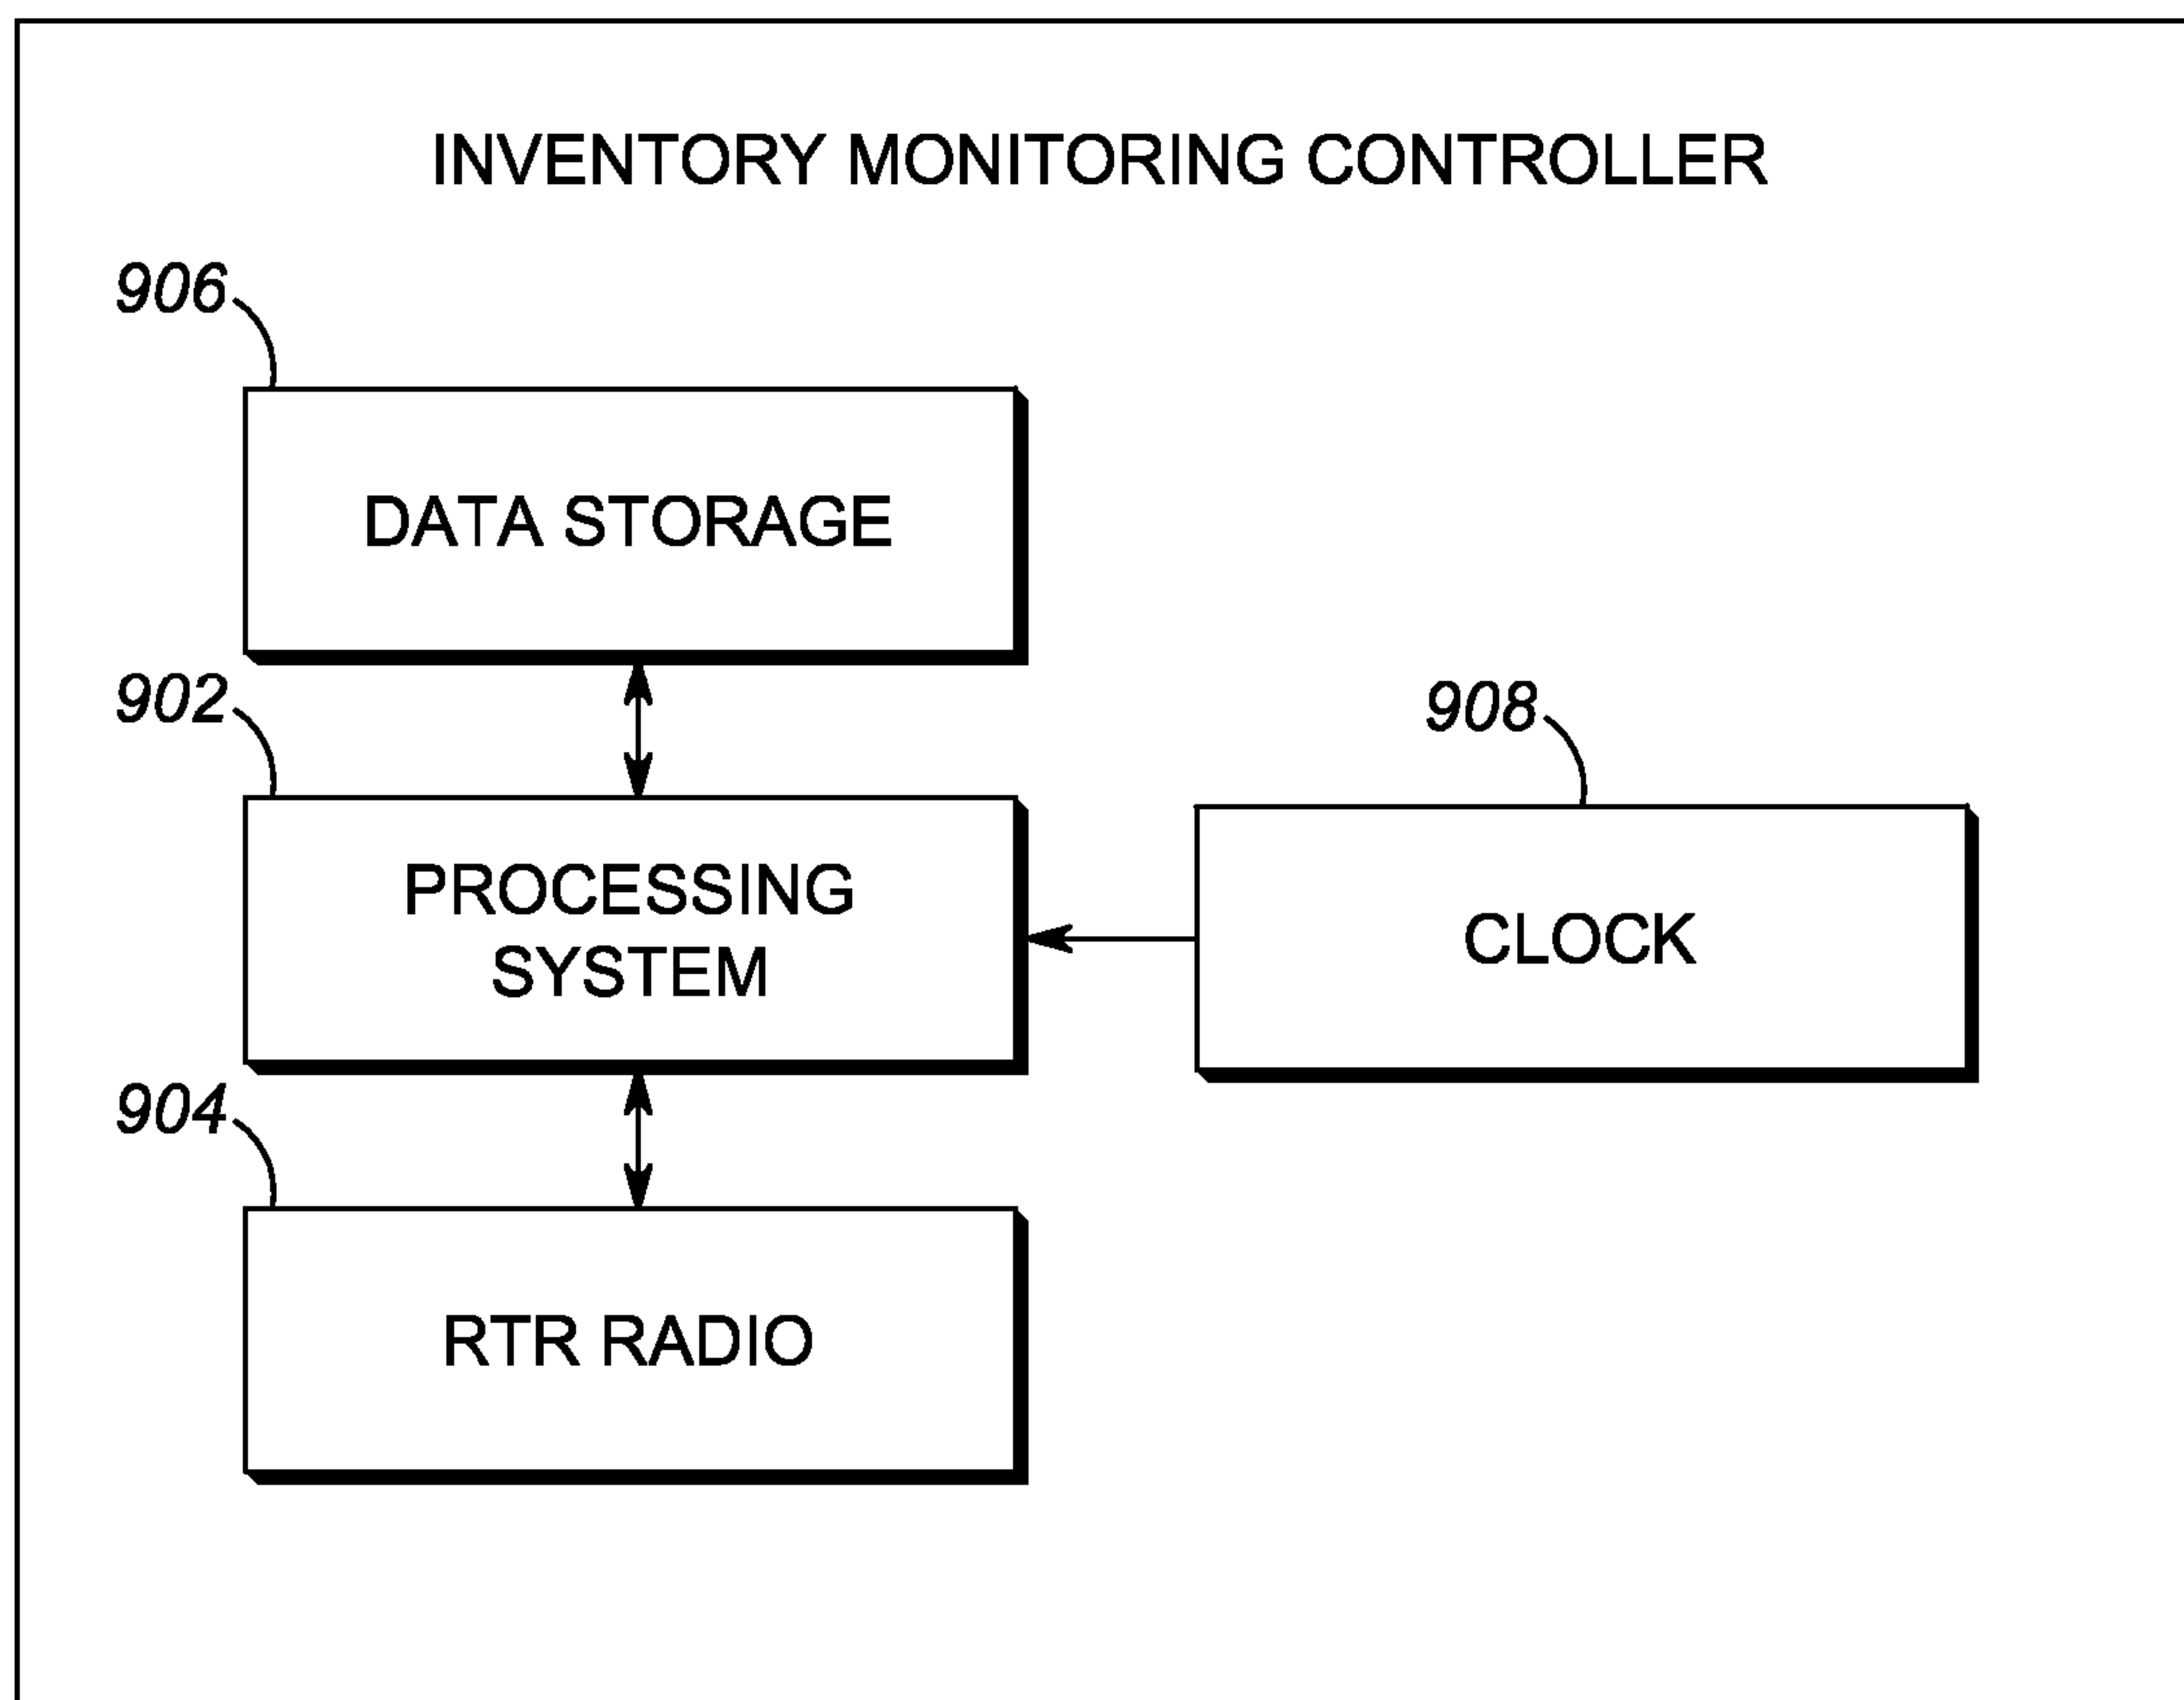 INVENTORY MONITORING CONTROLLER
906
DATA STORAGE
902
908
PROCESSING
SYSTEM
CLOCK
904
RTR RADIO